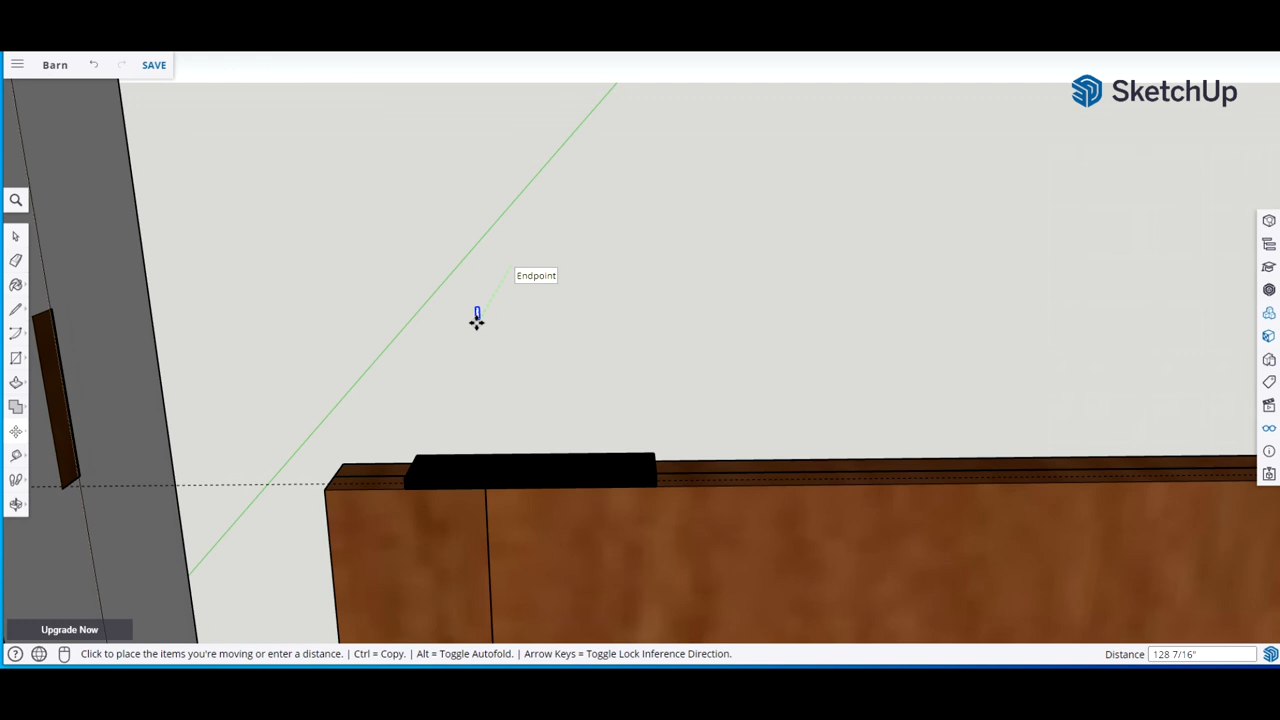 Barn
SAVE
SketchUp
Endpoint
Upgrade Now
Click to place the items you're moving or enter a distance. | Ctrl = Copy. | Alt = Toggle Autofold. | Arrow Keys = Toggle Lock Inference Direction.
Distance 128 7/16"